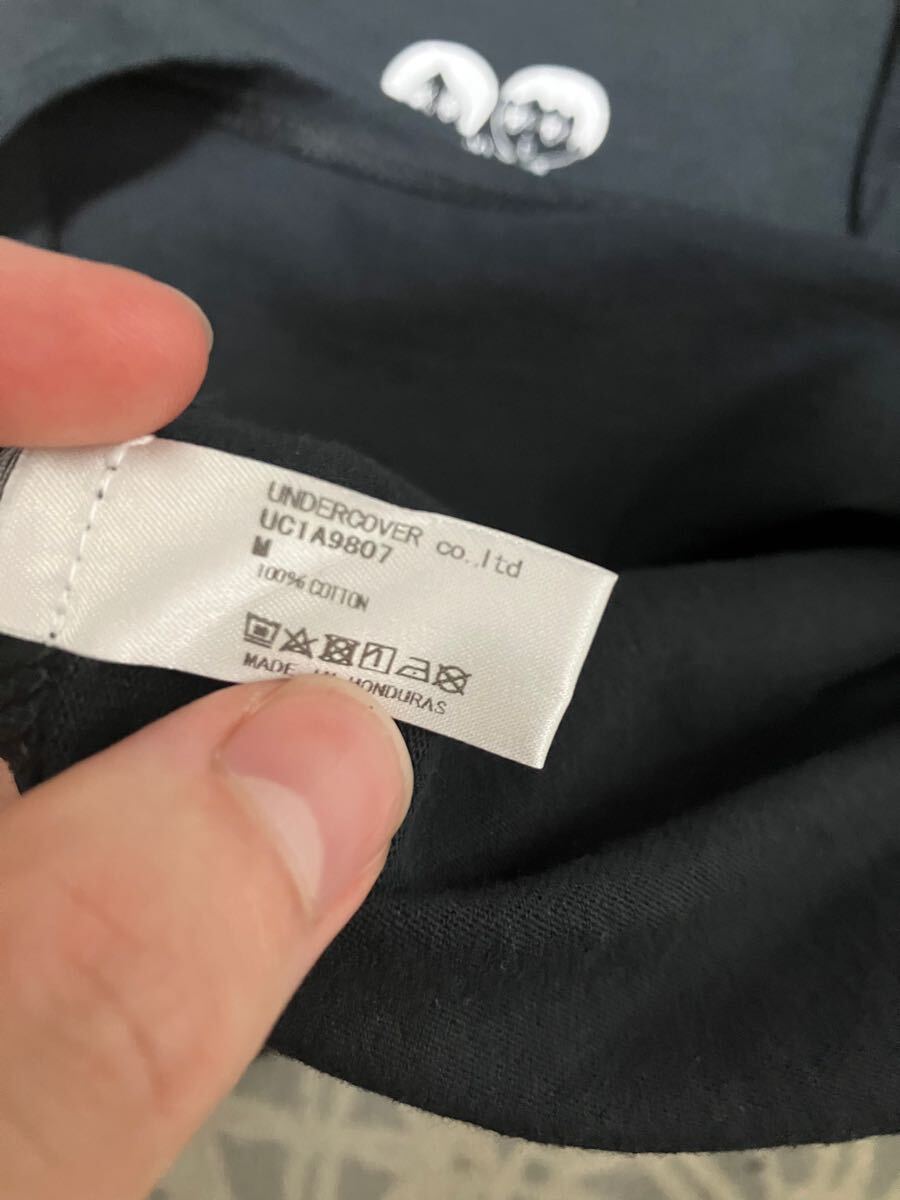 UNDERCOVER co.,ltd
UC1A9807
M
100% COTTON
MADE IN HONDURAS